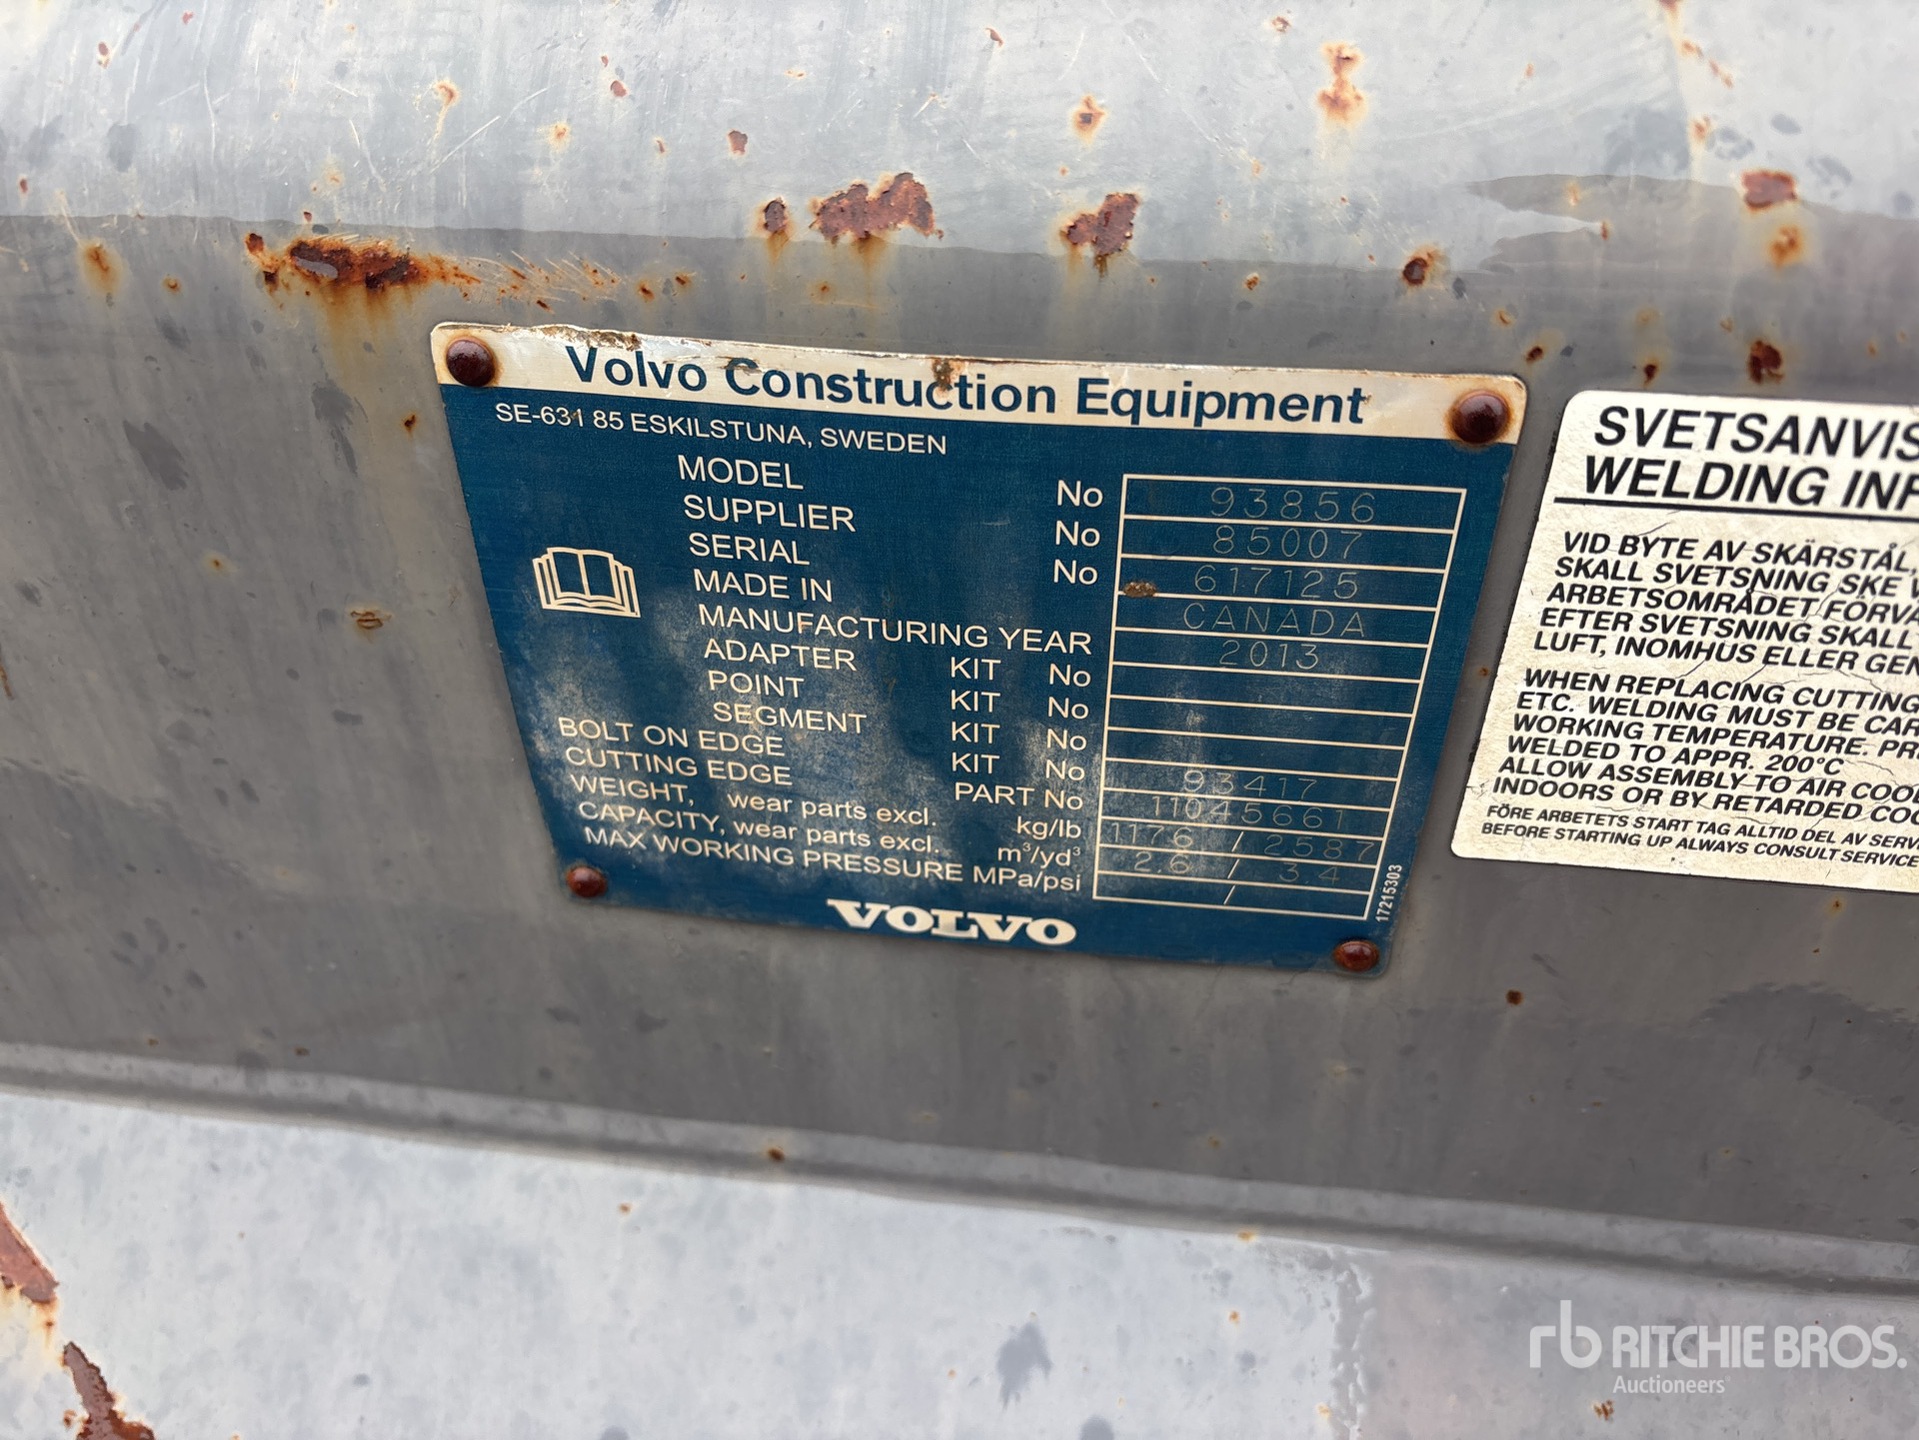 Volvo Construction Equipment
SE-631 85 ESKILSTUNA, SWEDEN
MODEL No 93856
SUPPLIER No 85007
SERIAL No 617125
MADE IN CANADA
MANUFACTURING YEAR 2013
ADAPTER KIT No
POINT KIT No
SEGMENT KIT No
BOLT ON EDGE KIT No 93417
CUTTING EDGE PART No 11045661
WEIGHT, wear parts excl. kg/lb 1176 / 2587
CAPACITY, wear parts excl. m³/yd³ 2.6 / 3.4
MAX WORKING PRESSURE MPa/psi /
17215303
VOLVO
SVETSANVIS
WELDING INF
VID BYTE AV SKÄRSTÅL,
SKALL SVETSNING SKE V
ARBETSOMRÅDET FÖRVÄ
EFTER SVETSNING SKALL
LUFT, INOMHUS ELLER GEN
WHEN REPLACING CUTTING
ETC. WELDING MUST BE CAR
WORKING TEMPERATURE. PR
WELDED TO APPR. 200°C
ALLOW ASSEMBLY TO AIR COOL
INDOORS OR BY RETARDED COO
FÖRE ARBETETS START TAG ALLTID DEL AV SERV
BEFORE STARTING UP ALWAYS CONSULT SERVICE
rb RITCHIE BROS.
Auctioneers